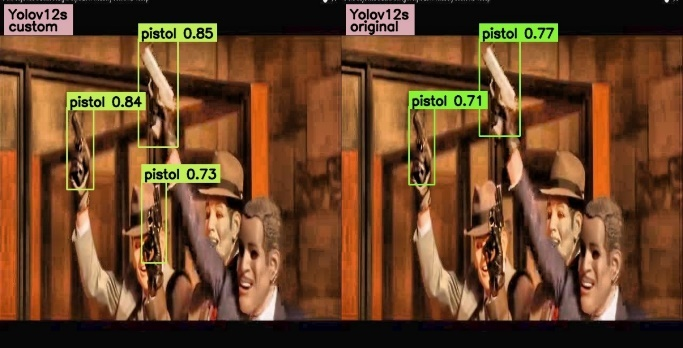 Yolov12s
custom
pistol 0.85
pistol 0.84
pistol 0.73
Yolov12s
original
pistol 0.77
pistol 0.71